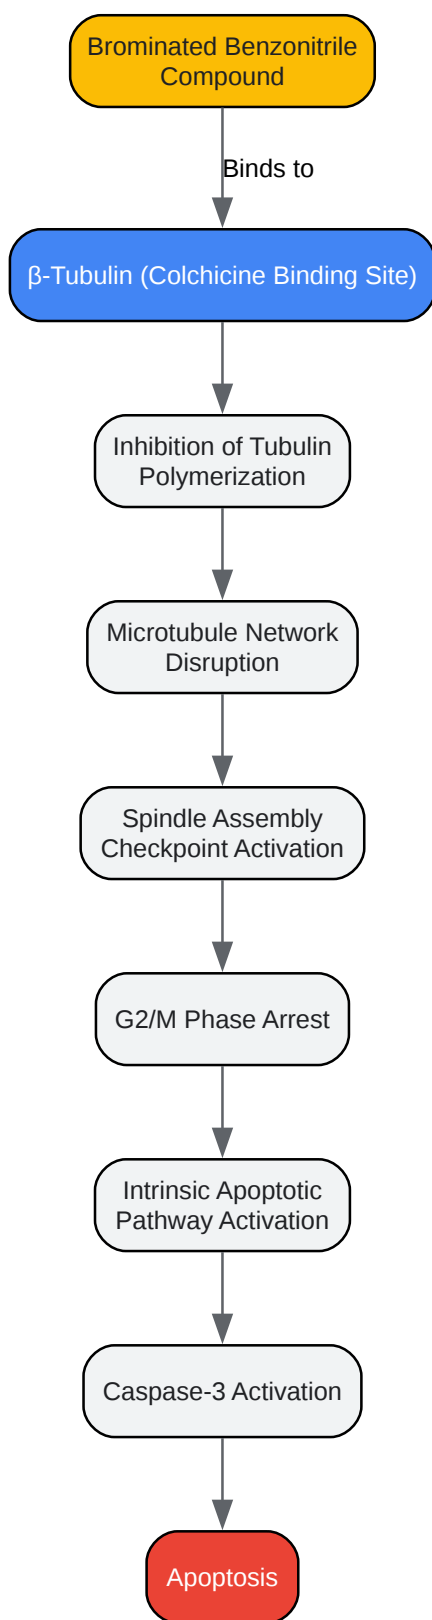 Brominated Benzonitrile
Compound
Binds to
β-Tubulin (Colchicine Binding Site)
Inhibition of Tubulin
Polymerization
Microtubule Network
Disruption
Spindle Assembly
Checkpoint Activation
G2/M Phase Arrest
Intrinsic Apoptotic
Pathway Activation
Caspase-3 Activation
Apoptosis